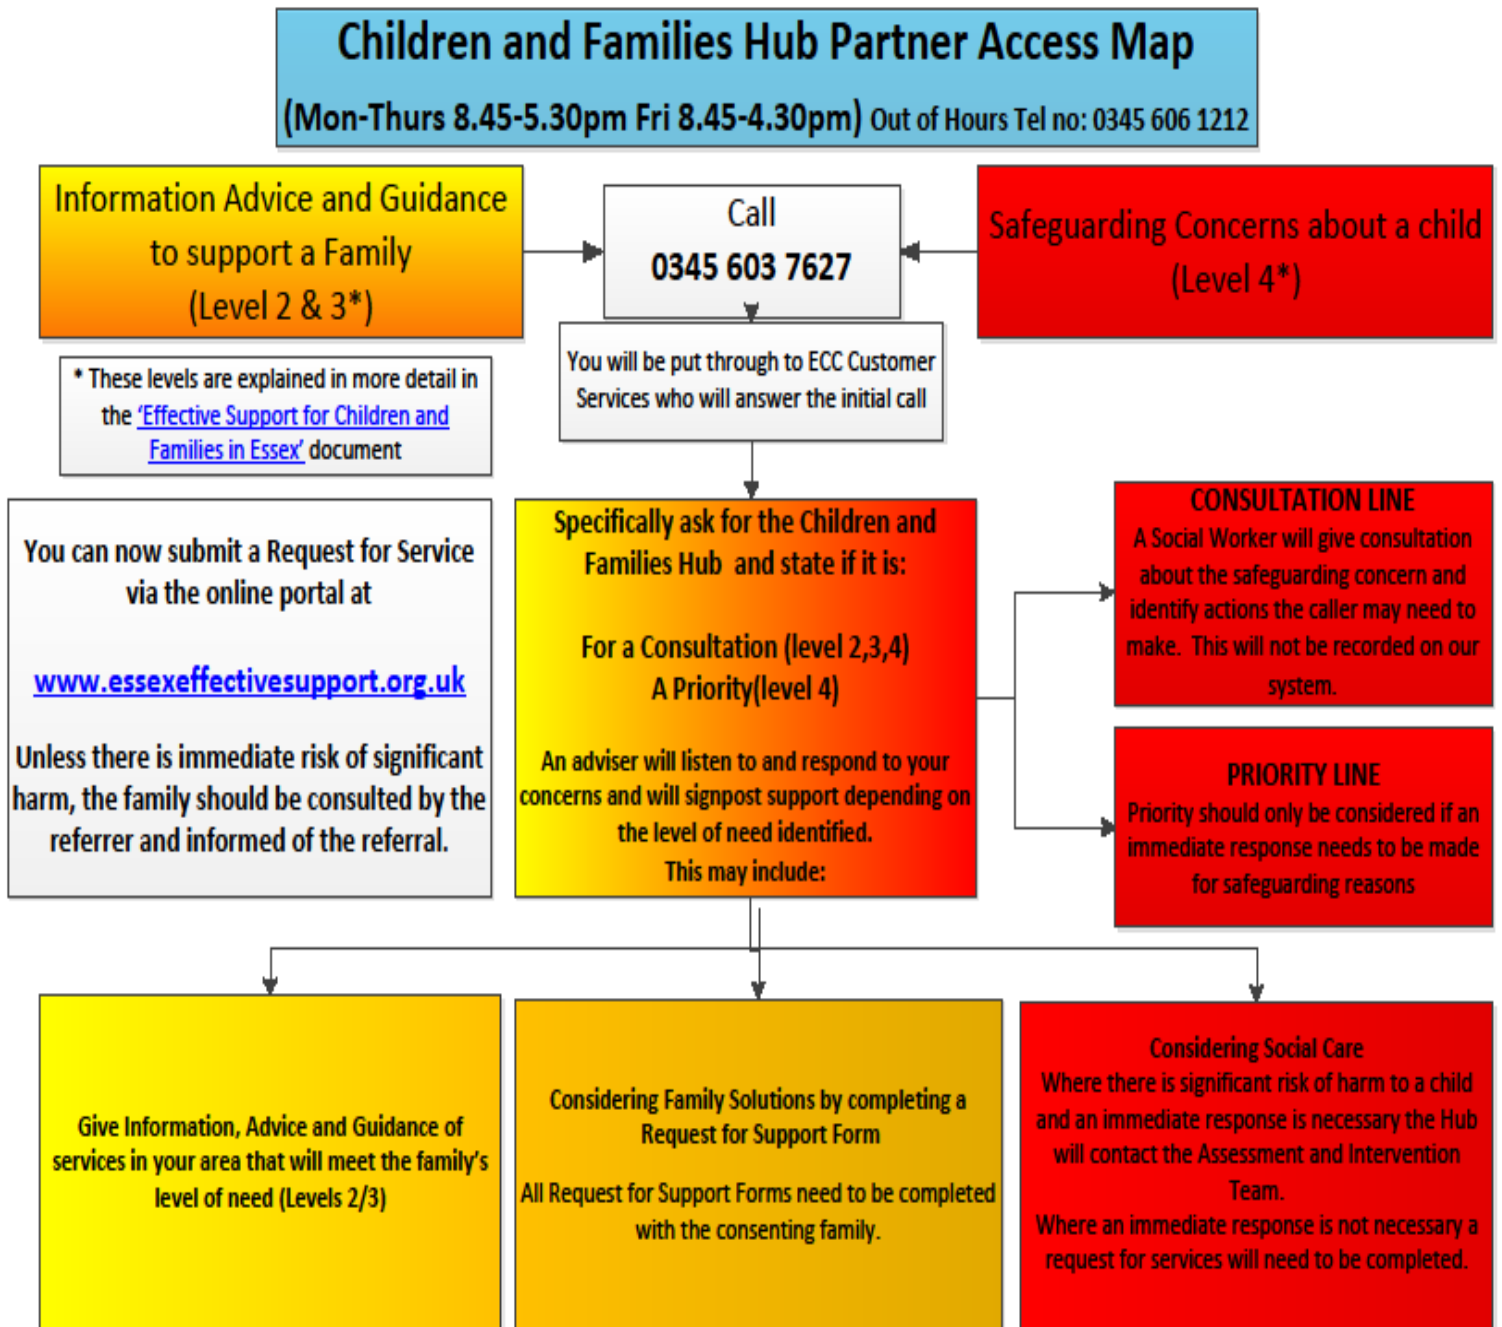 Children and Families Hub Partner Access Map
(Mon-Thurs 8.45-5.30pm Fri 8.45-4.30pm) Out of Hours Tel no: 0345 606 1212
Information Advice and Guidance
to support a Family
(Level 2 & 3*)
Call
0345 603 7627
Safeguarding Concerns about a child
(Level 4*)
* These levels are explained in more detail in
the ‘Effective Support for Children and
Families in Essex’ document
You will be put through to ECC Customer
Services who will answer the initial call
You can now submit a Request for Service
via the online portal at
www.essexeffectivesupport.org.uk
Unless there is immediate risk of significant
harm, the family should be consulted by the
referrer and informed of the referral.
Specifically ask for the Children and
Families Hub and state if it is:
For a Consultation (level 2,3,4)
A Priority(level 4)
An adviser will listen to and respond to your
concerns and will signpost support depending on
the level of need identified.
This may include:
CONSULTATION LINE
A Social Worker will give consultation
about the safeguarding concern and
identify actions the caller may need to
make. This will not be recorded on our
system.
PRIORITY LINE
Priority should only be considered if an
immediate response needs to be made
for safeguarding reasons
Give Information, Advice and Guidance of
services in your area that will meet the family’s
level of need (Levels 2/3)
Considering Family Solutions by completing a
Request for Support Form
All Request for Support Forms need to be completed
with the consenting family.
Considering Social Care
Where there is significant risk of harm to a child
and an immediate response is necessary the Hub
will contact the Assessment and Intervention
Team.
Where an immediate response is not necessary a
request for services will need to be completed.